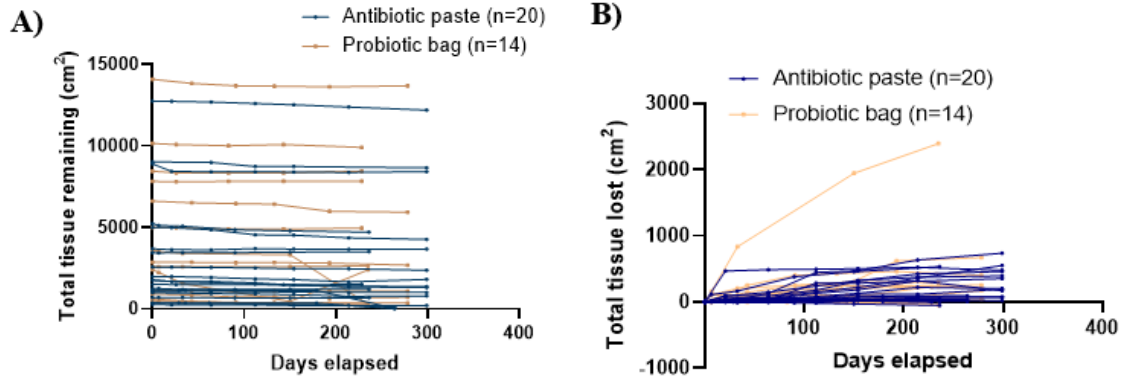 A)
Antibiotic paste (n=20)
Probiotic bag (n=14)
Total tissue remaining (cm²)
15000
10000
5000
0
0
100
200
300
400
Days elapsed
B)
Antibiotic paste (n=20)
Probiotic bag (n=14)
Total tissue lost (cm²)
3000
2000
1000
0
-1000
100
200
300
400
Days elapsed